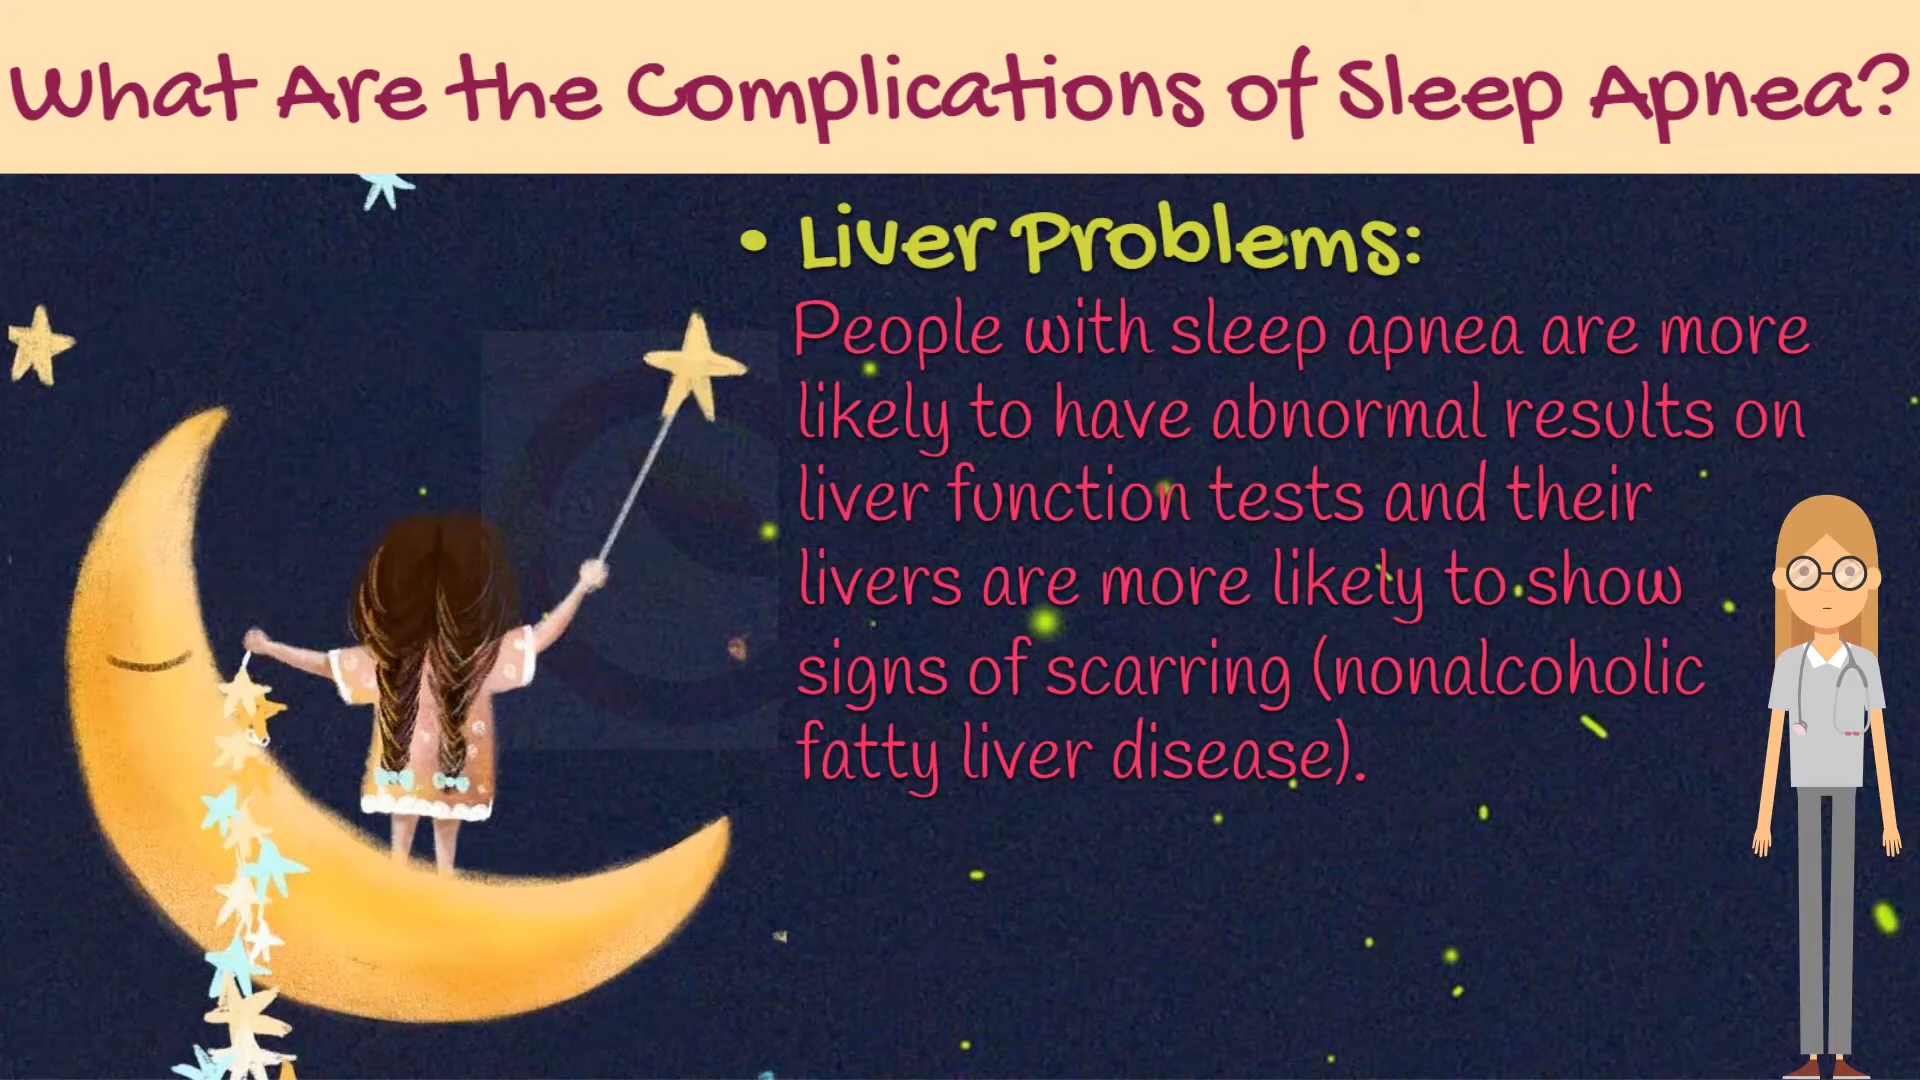 What Are the Complications of Sleep Apnea?
• Liver Problems:
People with sleep apnea are more
likely to have abnormal results on
liver function tests and their
livers are more likely to show
signs of scarring (nonalcoholic
fatty liver disease).